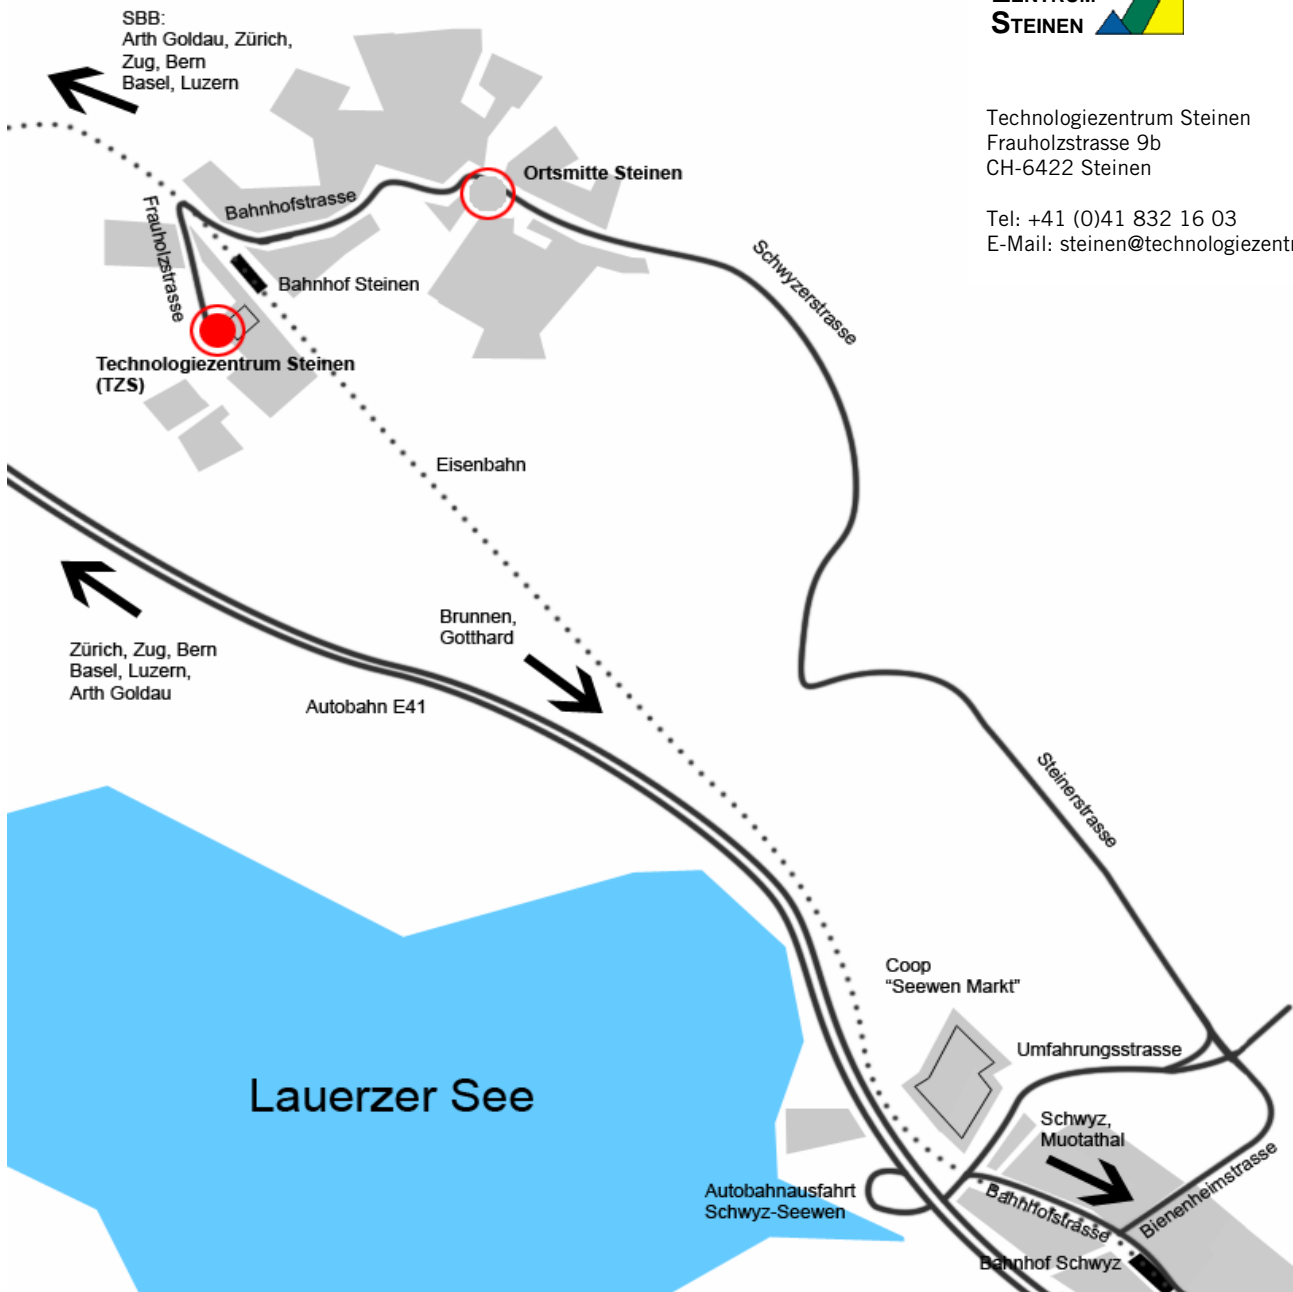 SBB:
Arth Goldau, Zürich,
Zug, Bern
Basel, Luzern
STEINEN
Technologiezentrum Steinen
Frauholzstrasse 9b
CH-6422 Steinen
Tel: +41 (0)41 832 16 03
E-Mail: steinen@technologiezent
Ortsmitte Steinen
Bahnhofstrasse
Frauholzstrasse
Bahnhof Steinen
Schwyzerstrasse
Technologiezentrum Steinen
(TZS)
Eisenbahn
Brunnen,
Gotthard
Zürich, Zug, Bern
Basel, Luzern,
Arth Goldau
Autobahn E41
Steinerstrasse
Coop
“Seewen Markt”
Umfahrungsstrasse
Lauerzer See
Schwyz,
Muotathal
Autobahnausfahrt
Schwyz-Seewen
Bahnhofstrasse
Bienenheimstrasse
Bahnhof Schwyz